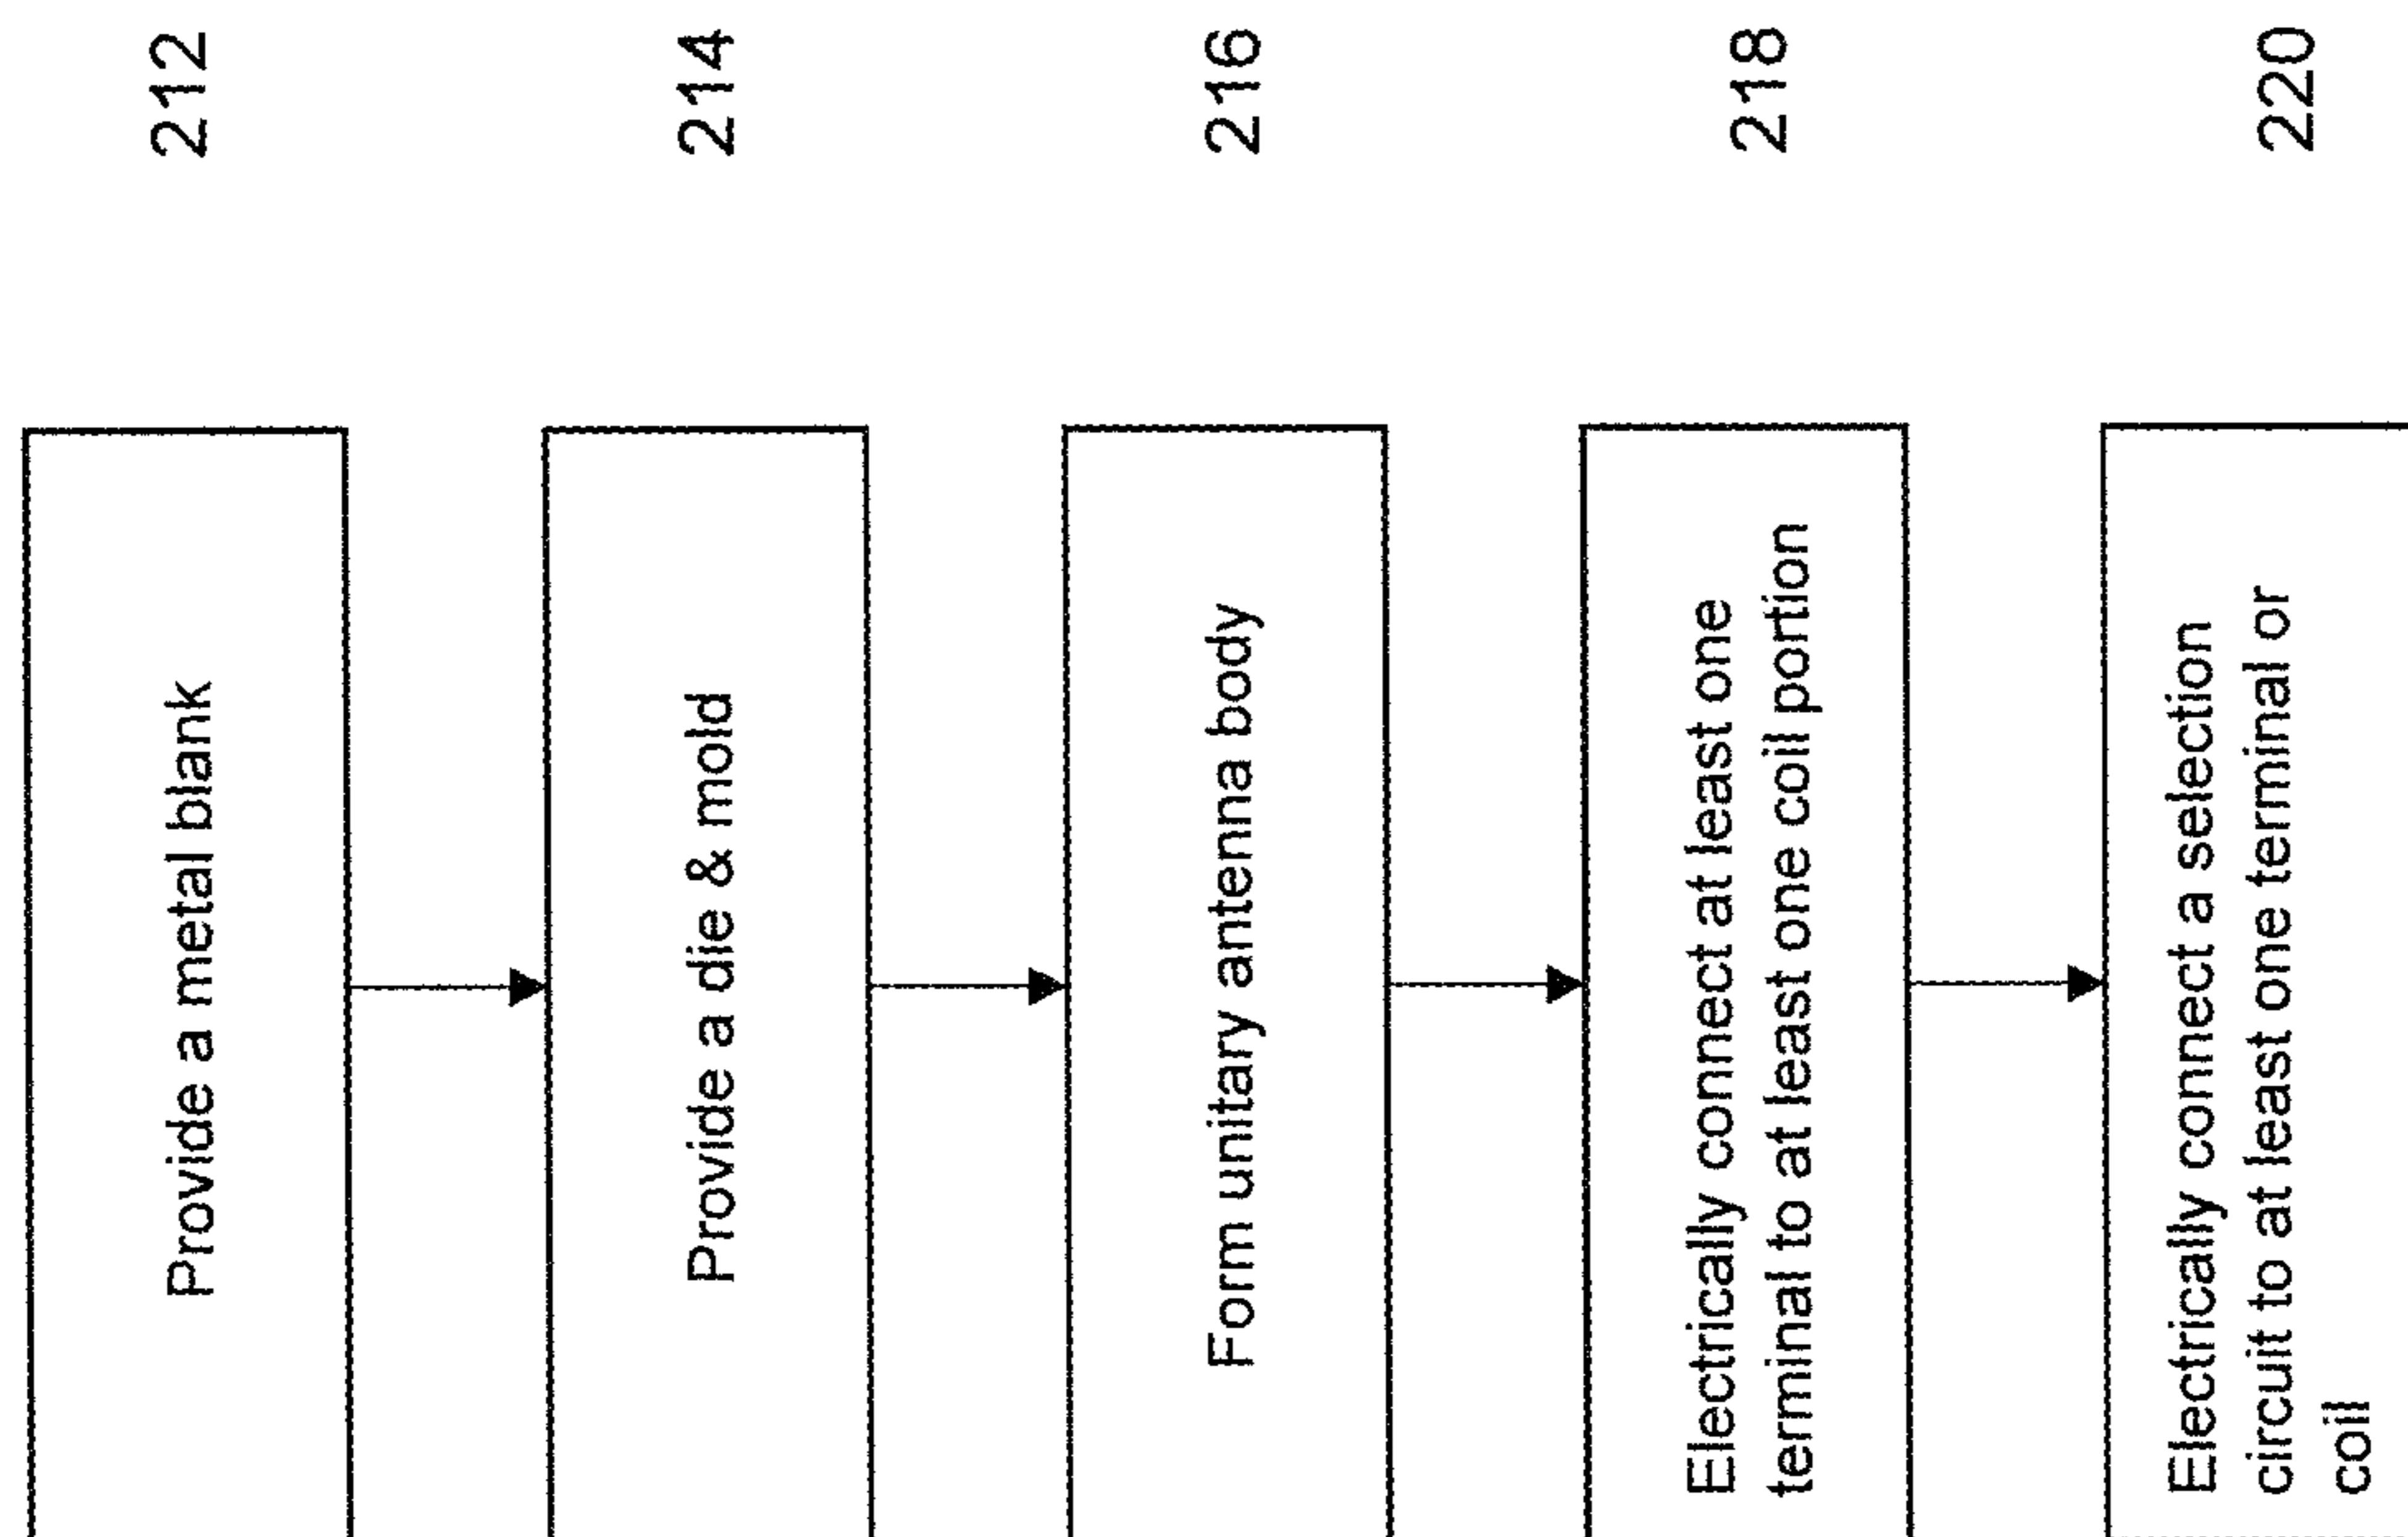 Provide a metal blank
212
Provide a die & mold
214
Form unitary antenna body
216
Electrically connect at least one
terminal to at least one coil portion
218
Electrically connect a selection
circuit to at least one terminal or
coil
220